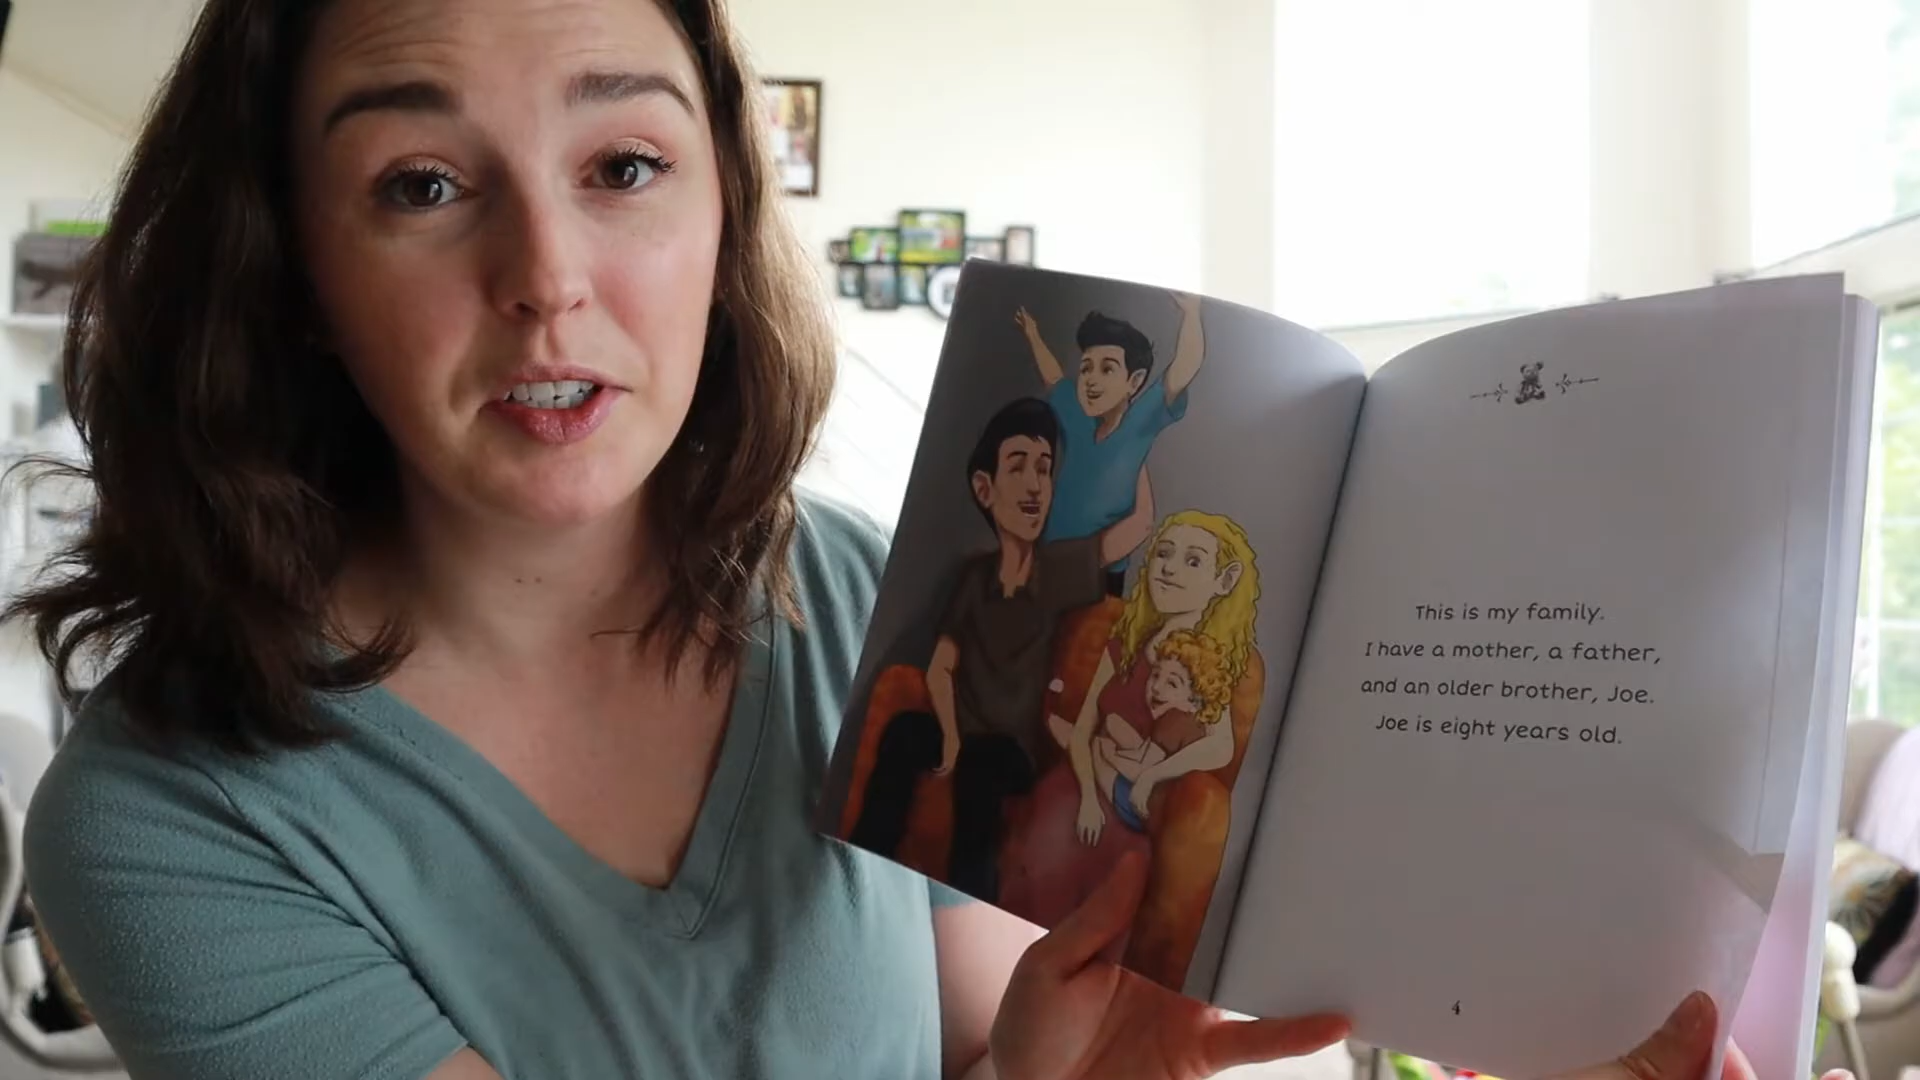 This is my family.
I have a mother, a father,
and an older brother, Joe.
Joe is eight years old.
4